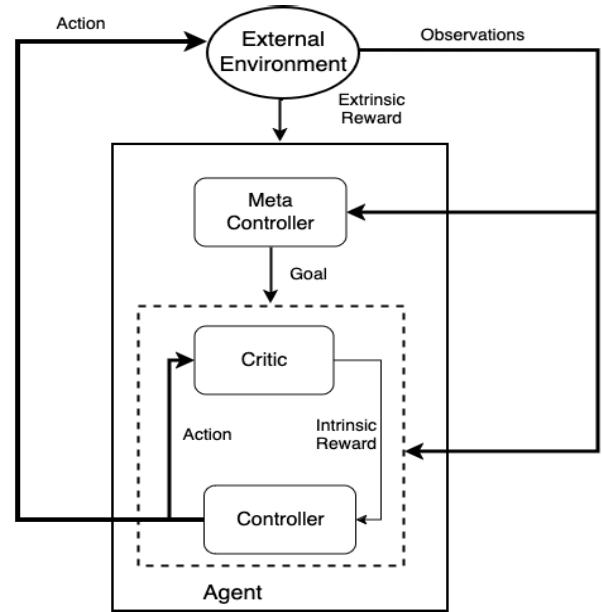 Action
External
Environment
Observations
Extrinsic
Reward
Meta
Controller
Goal
Critic
Action
Intrinsic
Reward
Controller
Agent